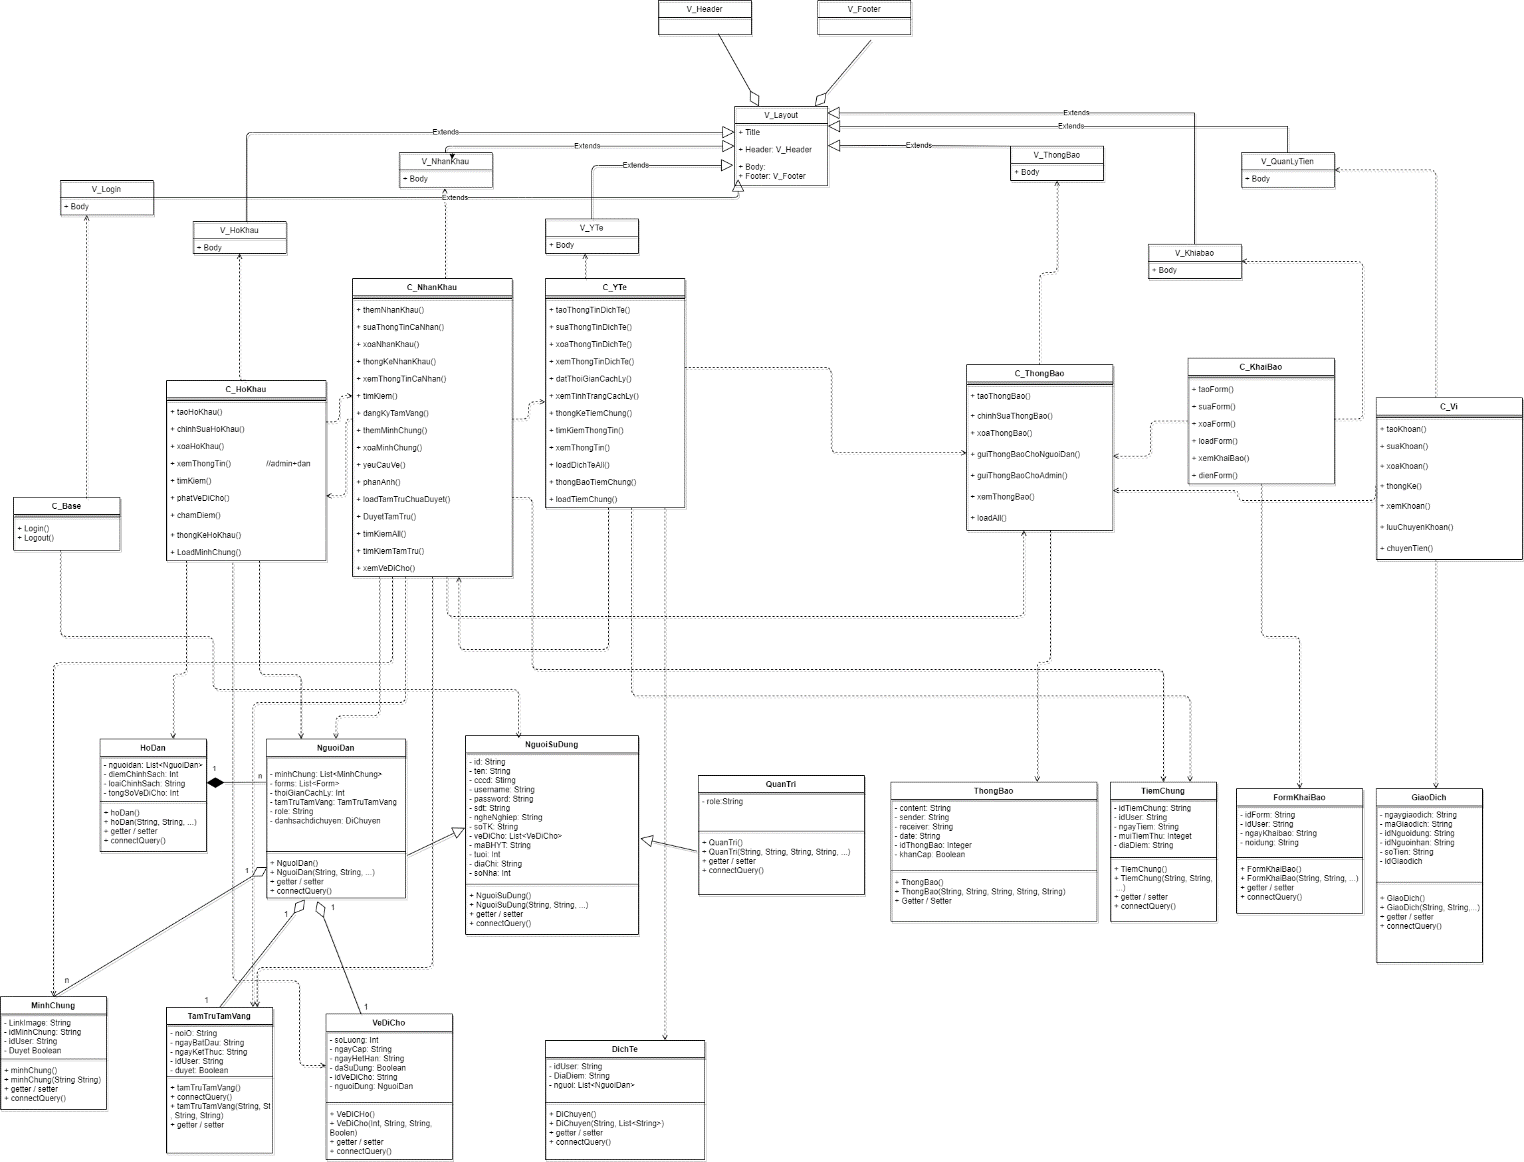 V_Header
V_Footer
V_Layout
+ Title
+ Header: V_Header
+ Body:
+ Footer: V_Footer
Extends
Extends
Extends
Extends
Extends
Extends
Extends
V_NhanKhau
+ Body
V_ThongBao
+ Body
V_QuanLyTien
+ Body
V_Login
+ Body
V_HoKhau
+ Body
V_YTe
+ Body
V_Khiabao
+ Body
C_NhanKhau
+ themNhanKhau()
+ suaThongTinCaNhan()
+ xoaNhanKhau()
+ thongKeNhanKhau()
+ xemThongTinCaNhan()
+ timKiem()
+ dangKyTamVang()
+ themMinhChung()
+ xoaMinhChung()
+ yeuCauVe()
+ phanAnh()
+ loadTamTruChuaDuyet()
+ DuyetTamTru()
+ timKiemAll()
+ timKiemTamTru()
+ xemVeDiCho()
C_YTe
+ taoThongTinDichTe()
+ suaThongTinDichTe()
+ xoaThongTinDichTe()
+ xemThongTinDichTe()
+ datThoiGianCachLy()
+ xemTinhTrangCachLy()
+ thongKeTiemChung()
+ timKiemThongTin()
+ xemThongTin()
+ loadDichTeAll()
+ thongBaoTiemChung()
+ loadTiemChung()
C_ThongBao
+ taoThongBao()
+ chinhSuaThongBao()
+ xoaThongBao()
+ guiThongBaoChoNguoiDan()
+ guiThongBaoChoAdmin()
+ xemThongBao()
+ loadAll()
C_KhaiBao
+ taoForm()
+ suaForm()
+ xoaForm()
+ loadForm()
+ xemKhaiBao()
+ dienForm()
C_Vi
+ taoKhoan()
+ suaKhoan()
+ xoaKhoan()
+ thongKe()
+ xemKhoan()
+ luuChuyenKhoan()
+ chuyenTien()
C_HoKhau
+ taoHoKhau()
+ chinhSuaHoKhau()
+ xoaHoKhau()
+ xemThongTin() //admin+dan
+ timKiem()
+ phatVeDiCho()
+ chamDiem()
+ thongKeHoKhau()
+ LoadMinhChung()
C_Base
+ Login()
+ Logout()
HoDan
- nguoidan: List<NguoiDan>
- diemChinhSach: Int
- loaiChinhSach: String
- tongSoVeDiCho: Int
+ hoDan()
+ hoDan(String, String, ...)
+ getter / setter
+ connectQuery()
1
n
NguoiDan
- minhChung: List<MinhChung>
- forms: List<Form>
- thoiGianCachLy: Int
- tamTruTamVang: TamTruTamVang
- role: String
- danhsachdichuyen: DiChuyen
+ NguoiDan()
+ NguoiDan(String, String, ...)
+ getter / setter
+ connectQuery()
1
1
1
NguoiSuDung
- id: String
- ten: String
- cccd: Stirng
- username: String
- password: String
- sdt: String
- ngheNghiep: String
- soTK: String
- veDiCho: List<VeDiCho>
- maBHYT: String
- tuoi: Int
- diaChi: String
- soNha: Int
+ NguoiSuDung()
+ NguoiSuDung(String, String, ...)
+ getter / setter
+ connectQuery()
QuanTri
- role:String
+ QuanTri()
+ QuanTri(String, String, String, String, ...)
+ getter / setter
+ connectQuery()
ThongBao
- content: String
- sender: String
- receiver: String
- date: String
- idThongBao: Integer
- khanCap: Boolean
+ ThongBao()
+ ThongBao(String, String, String, String, String)
+ Getter / Setter
TiemChung
- idTiemChung: String
- idUser: String
- ngayTiem: String
- muiTiemThu: Integet
- diaDiem: String
+ TiemChung()
+ TiemChung(String, String,
...)
+ getter / setter
+ connectQuery()
FormKhaiBao
- idForm: String
- idUser: String
- ngayKhaibao: String
- noidung: String
+ FormKhaiBao()
+ FormKhaiBao(String, String, ...)
+ getter / setter
+ connectQuery()
GiaoDich
- ngaygiaodich: String
- maGiaodich: String
- idNguoidung: String
- idNguoinhan: String
- soTien: String
- idGiaodich
+ GiaoDich()
+ GiaoDich(String, String,...)
+ getter / setter
+ connectQuery()
n
1
1
MinhChung
- LinkImage: String
- idMinhChung: String
- idUser: String
- Duyet Boolean
+ minhChung()
+ minhChung(String String)
+ getter / setter
+ connectQuery()
TamTruTamVang
- noiO: String
- ngayBatDau: String
- ngayKetThuc: String
- idUser: String
- duyet: Boolean
+ tamTruTamVang()
+ connectQuery()
+ tamTruTamVang(String, St
, String, String)
+ getter / setter
VeDiCho
- soLuong: Int
- ngayCap: String
- ngayHetHan: String
- daSuDung: Boolean
- idVeDiCho: String
- nguoiDung: NguoiDan
+ VeDiCHo()
+ VeDiCho(Int, String, String,
Boolen)
+ getter / setter
+ connectQuery()
DichTe
- idUser: String
- DiaDiem: String
- nguoi: List<NguoiDan>
+ DiChuyen()
+ DiChuyen(String, List<String>)
+ getter / setter
+ connectQuery()